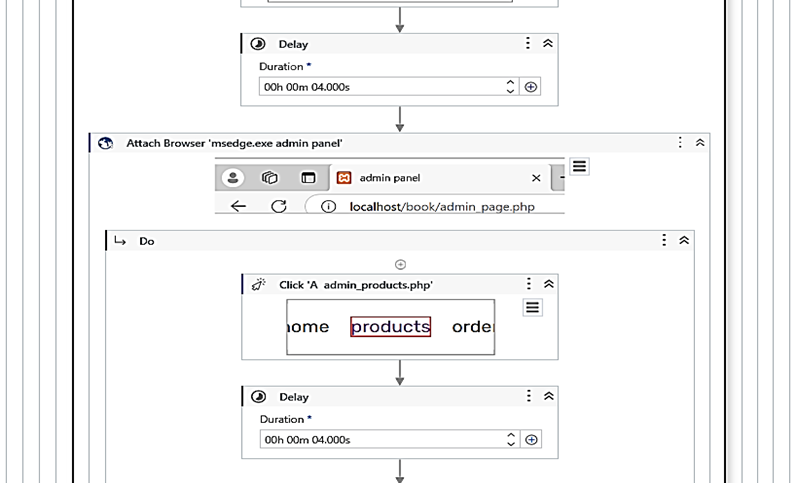 Delay
Duration *
00h 00m 04.000s
Attach Browser 'msedge.exe admin panel'
admin panel
localhost/book/admin_page.php
Do
Click 'A admin_products.php'
home products order
Delay
Duration *
00h 00m 04.000s